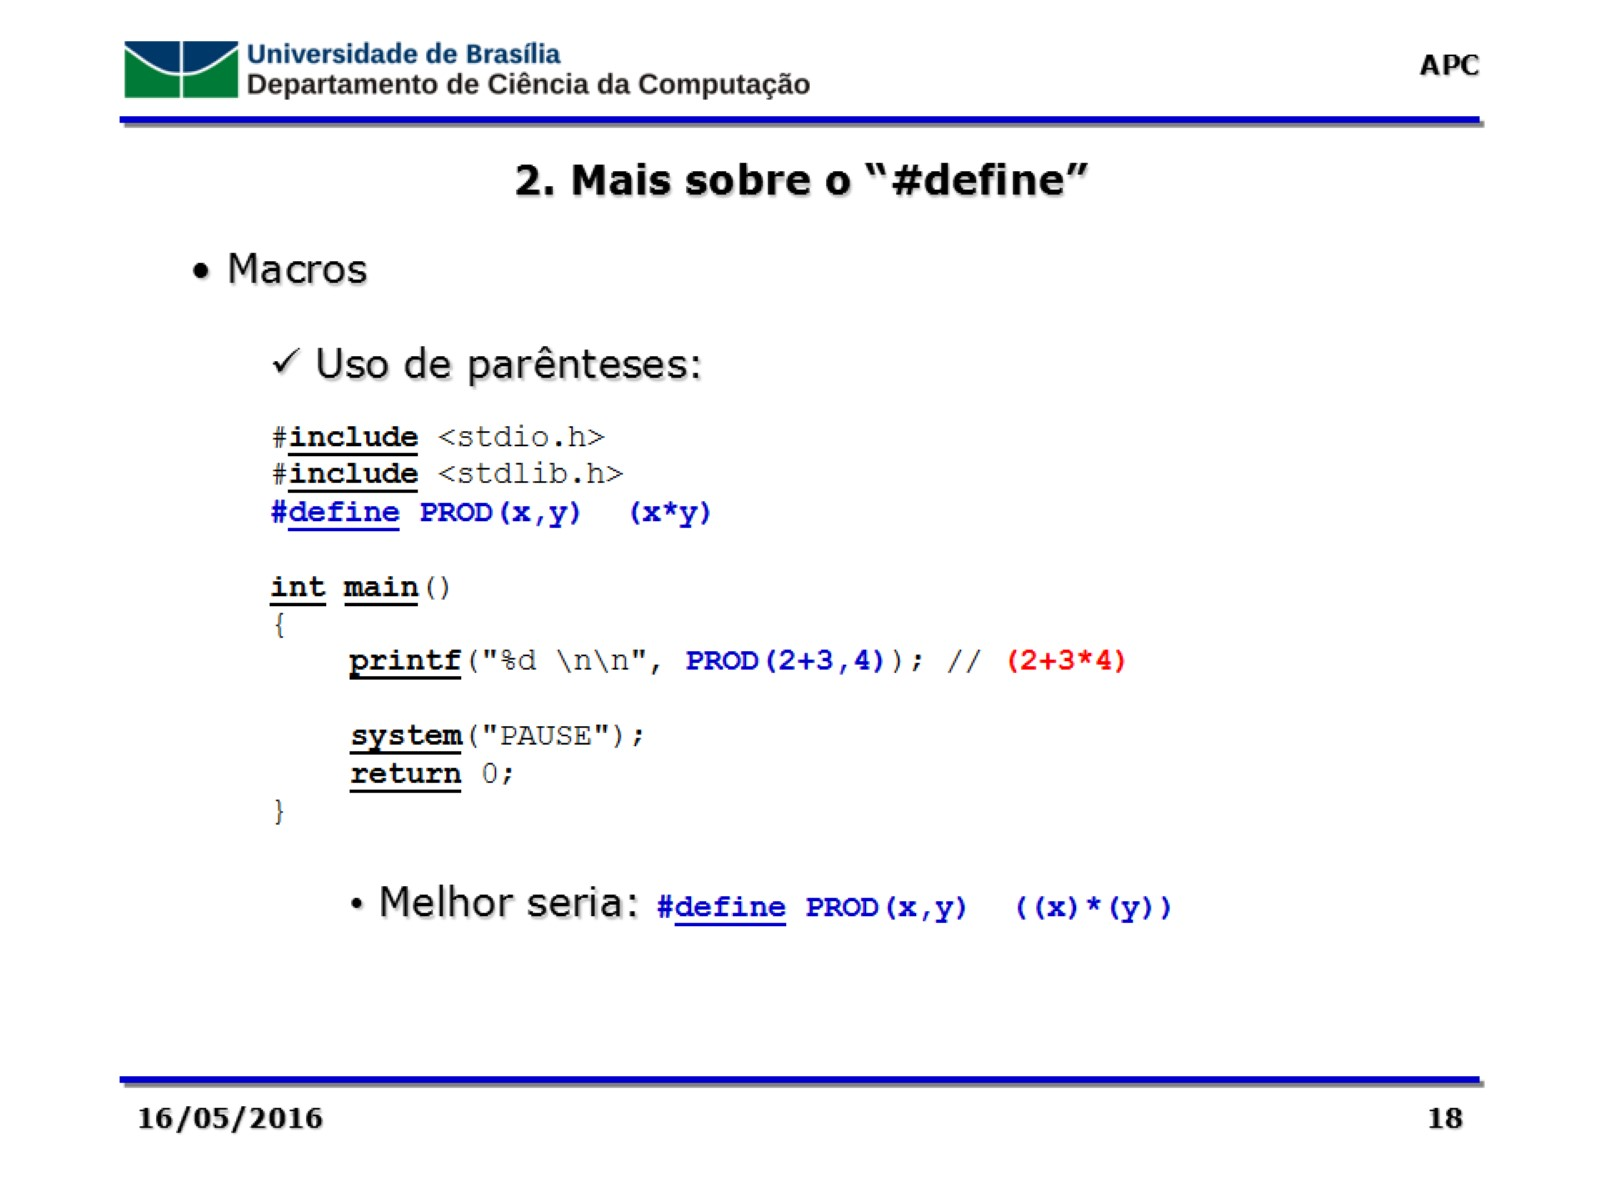 Universidade de Brasília
Departamento de Ciência da Computação
APC
2. Mais sobre o “#define”
• Macros
✓ Uso de parênteses:
#include <stdio.h>
#include <stdlib.h>
#define PROD(x,y)  (x*y)
int main()
{
printf("%d \n\n", PROD(2+3,4)); // (2+3*4)
system("PAUSE");
return 0;
}
• Melhor seria: #define PROD(x,y)  ((x)*(y))
16/05/2016
18